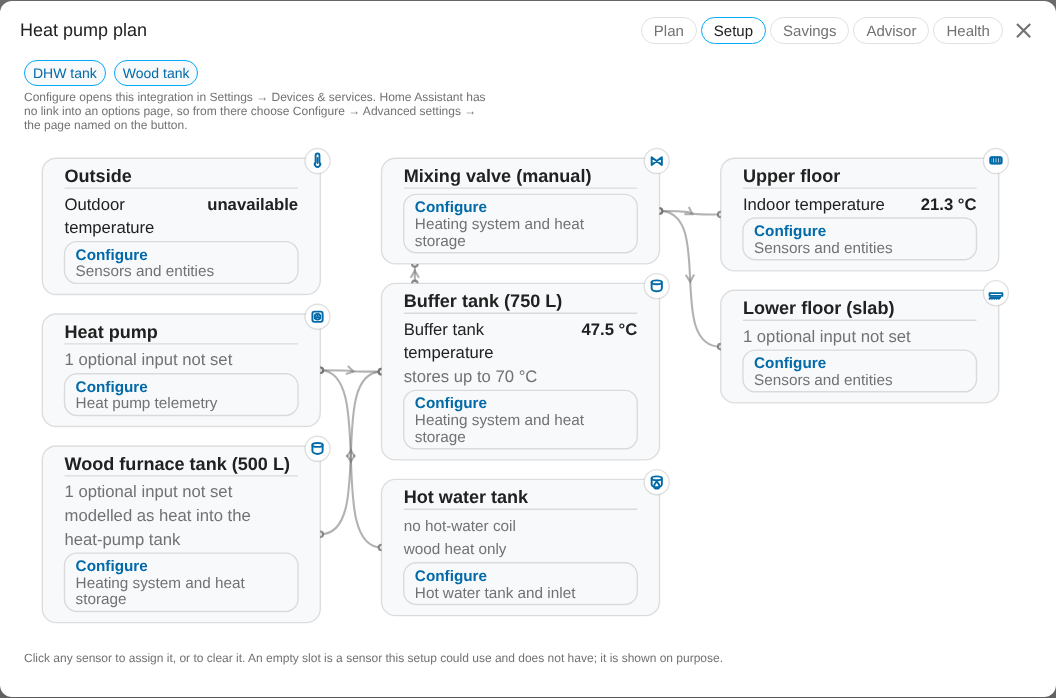 Heat pump plan
Plan
Setup
Savings
Advisor
Health
DHW tank
Wood tank
Configure opens this integration in Settings → Devices & services. Home Assistant has
no link into an options page, so from there choose Configure → Advanced settings →
the page named on the button.
Outside
Outdoor temperature
unavailable
Configure
Sensors and entities
Heat pump
1 optional input not set
Configure
Heat pump telemetry
Wood furnace tank (500 L)
1 optional input not set
modelled as heat into the
heat-pump tank
Configure
Heating system and heat
storage
Mixing valve (manual)
Configure
Heating system and heat
storage
Buffer tank (750 L)
Buffer tank temperature
47.5 °C
stores up to 70 °C
Configure
Heating system and heat
storage
Hot water tank
no hot-water coil
wood heat only
Configure
Hot water tank and inlet
Upper floor
Indoor temperature
21.3 °C
Configure
Sensors and entities
Lower floor (slab)
1 optional input not set
Configure
Sensors and entities
Click any sensor to assign it, or to clear it. An empty slot is a sensor this setup could use and does not have; it is shown on purpose.